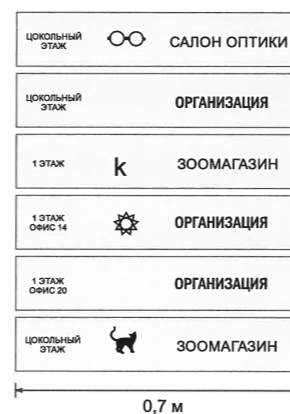 ЦОКОЛЬНЫЙ
ЭТАЖ
САЛОН ОПТИКИ
ЦОКОЛЬНЫЙ
ЭТАЖ
ОРГАНИЗАЦИЯ
1 ЭТАЖ
k
ЗООМАГАЗИН
1 ЭТАЖ
ОФИС 14
ОРГАНИЗАЦИЯ
1 ЭТАЖ
ОФИС 20
ОРГАНИЗАЦИЯ
ЦОКОЛЬНЫЙ
ЭТАЖ
ЗООМАГАЗИН
0,7 м